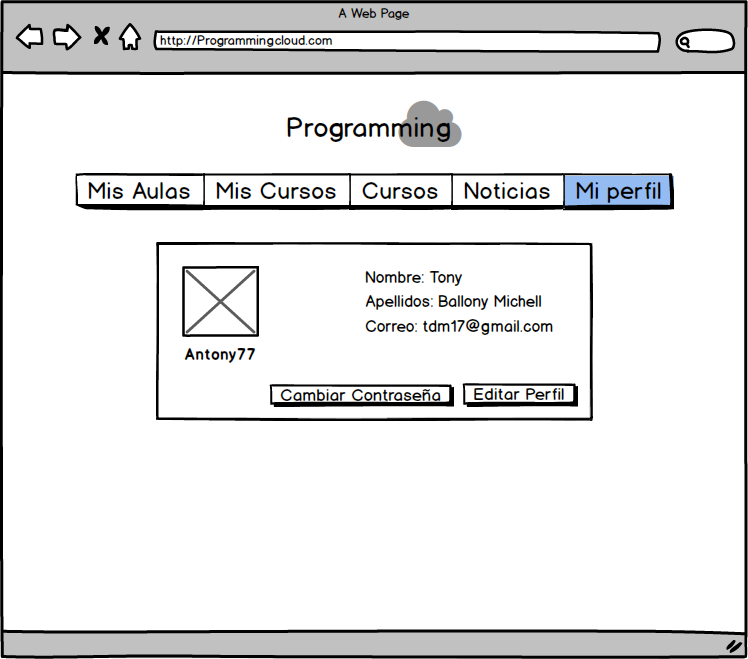 A Web Page
http://Programmingcloud.com
Programming
Mis Aulas Mis Cursos Cursos Noticias Mi perfil
Nombre: Tony
Apellidos: Ballony Michell
Correo: tdm17@gmail.com
Antony77
Cambiar Contraseña Editar Perfil